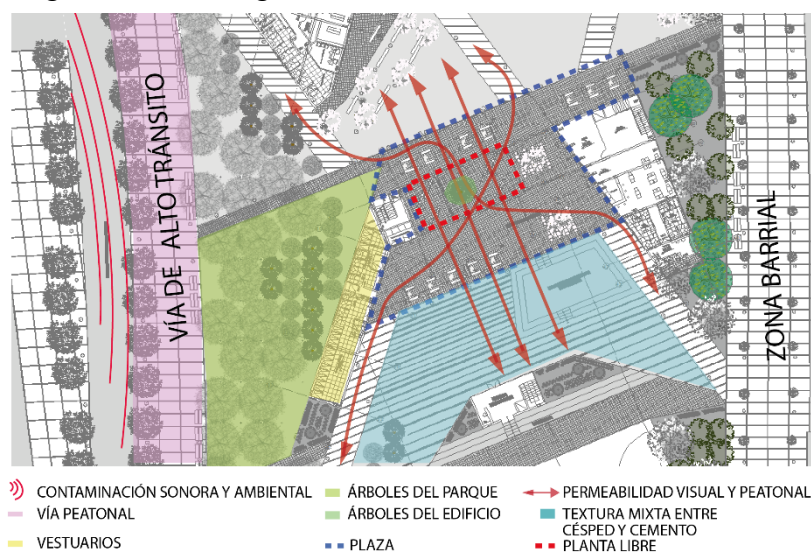 VÍA DE ALTO TRÁNSITO
ZONA BARRIAL
CONTAMINACIÓN SONORA Y AMBIENTAL
VÍA PEATONAL
VESTUARIOS
ÁRBOLES DEL PARQUE
ÁRBOLES DEL EDIFICIO
PLAZA
PERMEABILIDAD VISUAL Y PEATONAL
TEXTURA MIXTA ENTRE
CÉSPED Y CEMENTO
PLANTA LIBRE